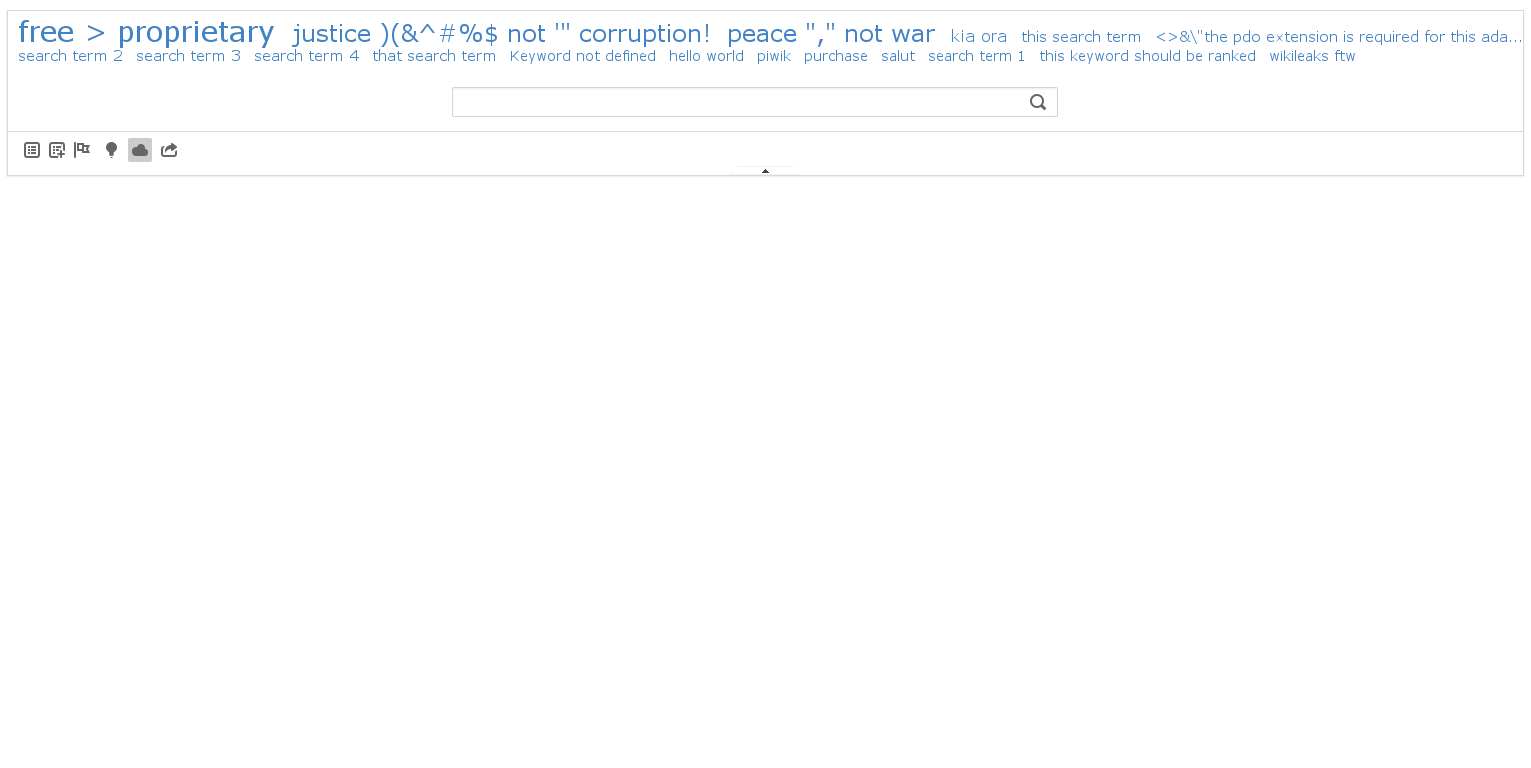 free > proprietary justice )(&^#%$ not '" corruption! peace "," not war kia ora this search term <>&\"the pdo extension is required for this ada...
search term 2 search term 3 search term 4 that search term Keyword not defined hello world piwik purchase salut search term 1 this keyword should be ranked wikileaks ftw